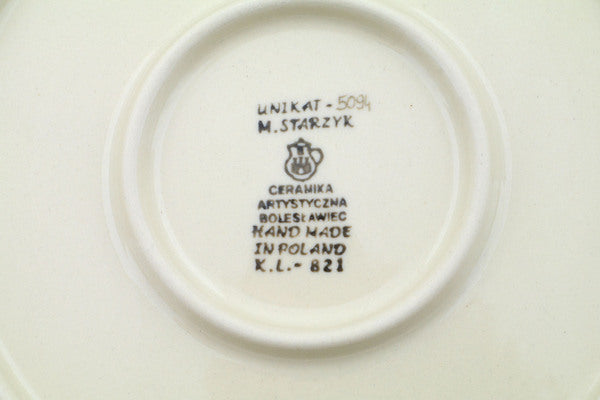 UNIKAT - 5094
M. STARZYK
CERAMIKA
ARTYSTYCZNA
BOLESŁAWIEC
HAND MADE
IN POLAND
K.L. - 821